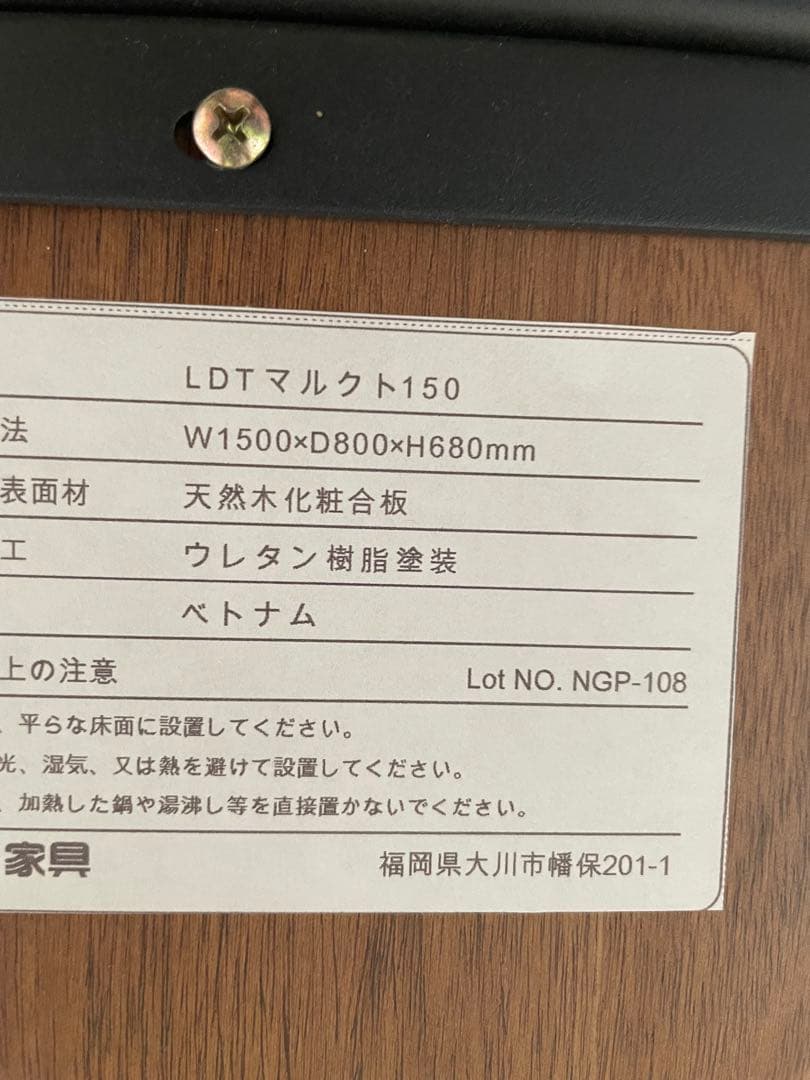 LDTマルクト150
法 W1500×D800×H680mm
表面材 天然木化粧合板
工 ウレタン樹脂塗装
ベトナム
上の注意 Lot NO. NGP-108
、平らな床面に設置してください。
光、湿気、又は熱を避けて設置してください。
、加熱した鍋や湯沸し等を直接置かないでください。
家具 福岡県大川市幡保201-1